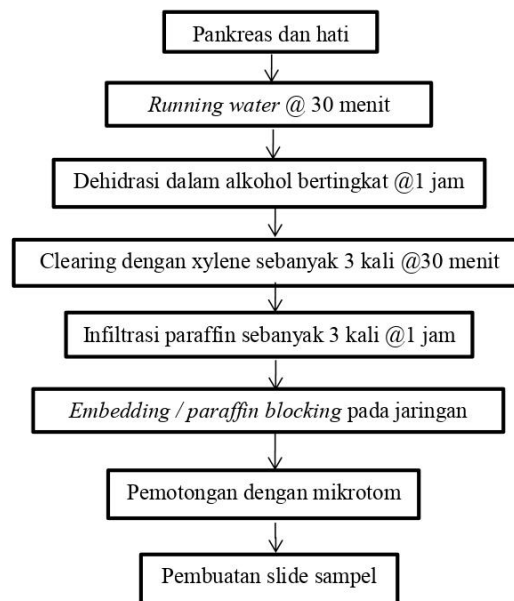 Pankreas dan hati
Running water @ 30 menit
Dehidrasi dalam alkohol bertingkat @1 jam
Clearing dengan xylene sebanyak 3 kali @30 menit
Infiltrasi paraffin sebanyak 3 kali @1 jam
Embedding / paraffin blocking pada jaringan
Pemotongan dengan mikrotom
Pembuatan slide sampel